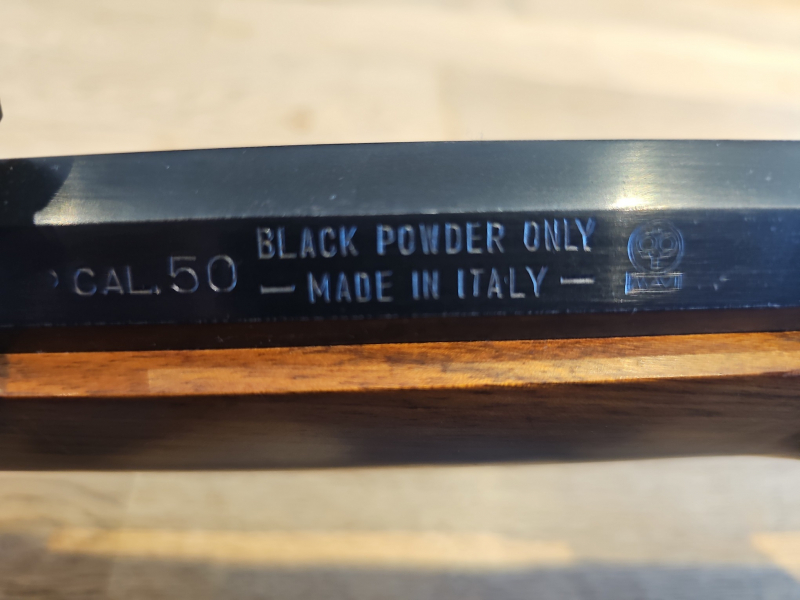 CAL. 50
BLACK POWDER ONLY
— MADE IN ITALY —